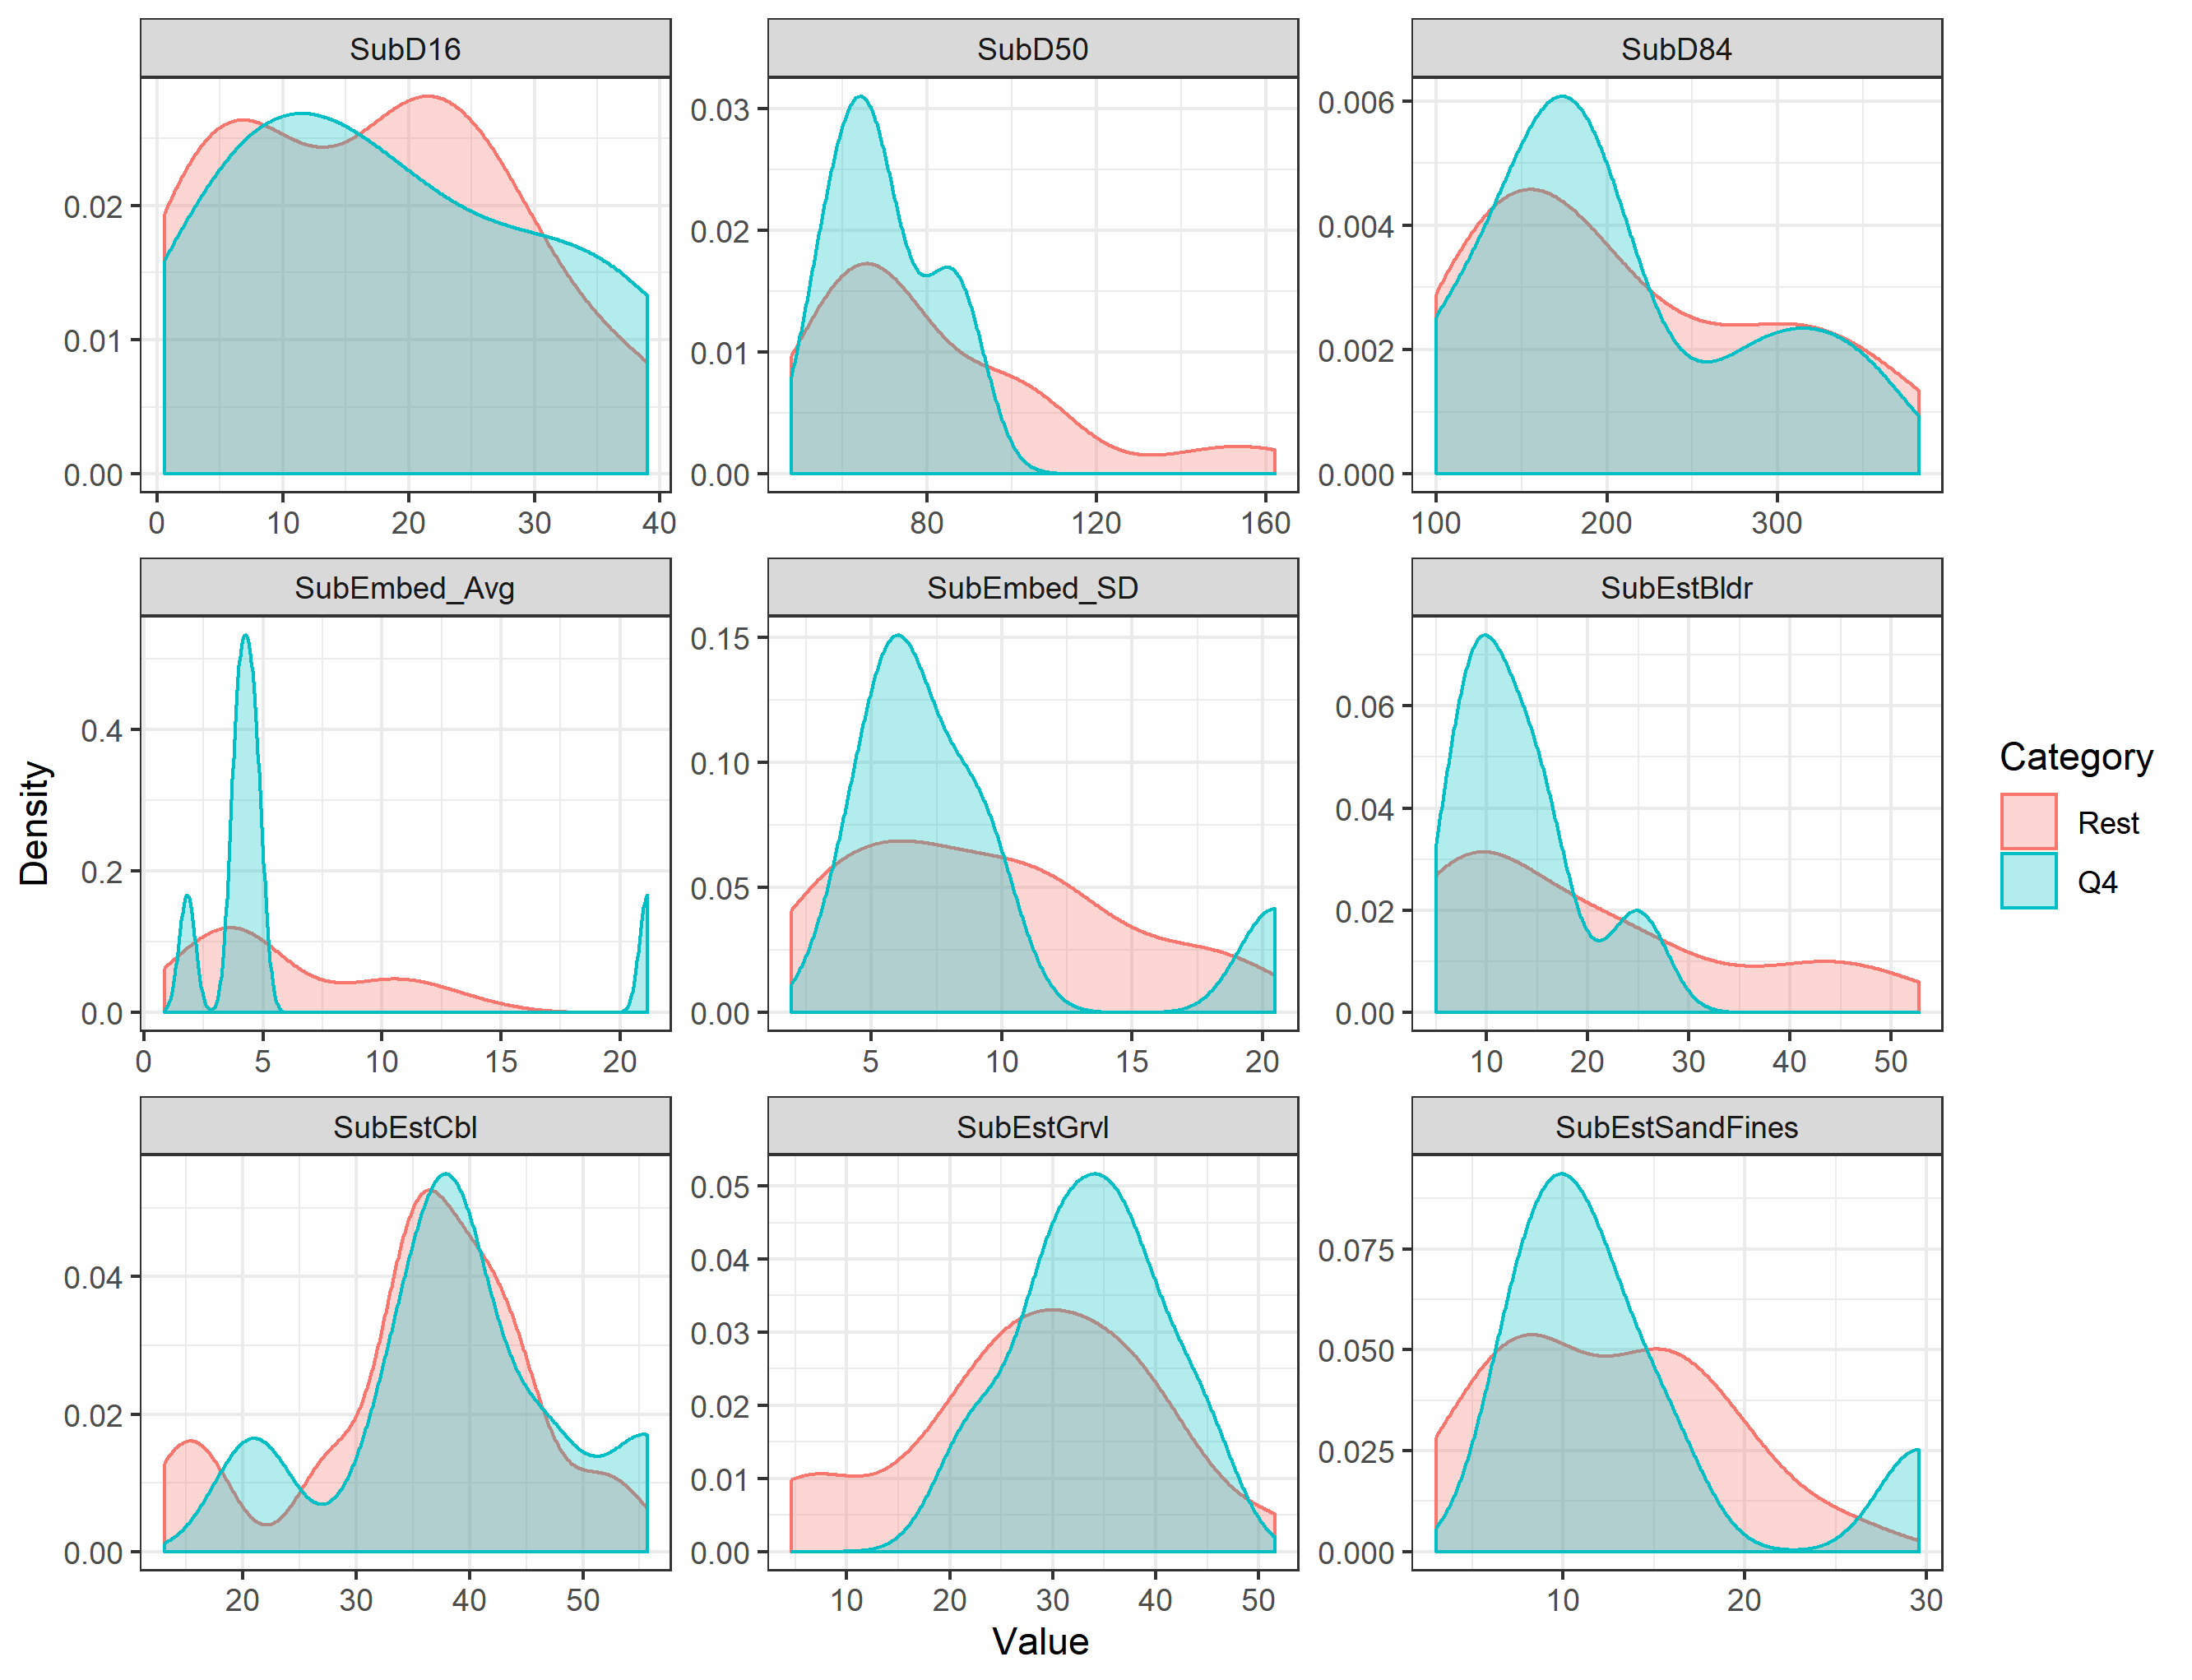 SubD16 SubD50 SubD84
0.02
0.01
0.00
0 10 20 30 40
0.03
0.02
0.01
0.00
80 120 160
0.006
0.004
0.002
0.000
100 200 300
SubEmbed_Avg SubEmbed_SD SubEstBldr
0.4
0.2
0.0
0 5 10 15 20
0.15
0.10
0.05
0.00
5 10 15 20
0.06
0.04
0.02
0.00
10 20 30 40 50
SubEstCbl SubEstGrvl SubEstSandFines
0.04
0.02
0.00
20 30 40 50
0.05
0.04
0.03
0.02
0.01
0.00
10 20 30 40 50
0.075
0.050
0.025
0.000
10 20 30
Density
Value
Category
Rest
Q4